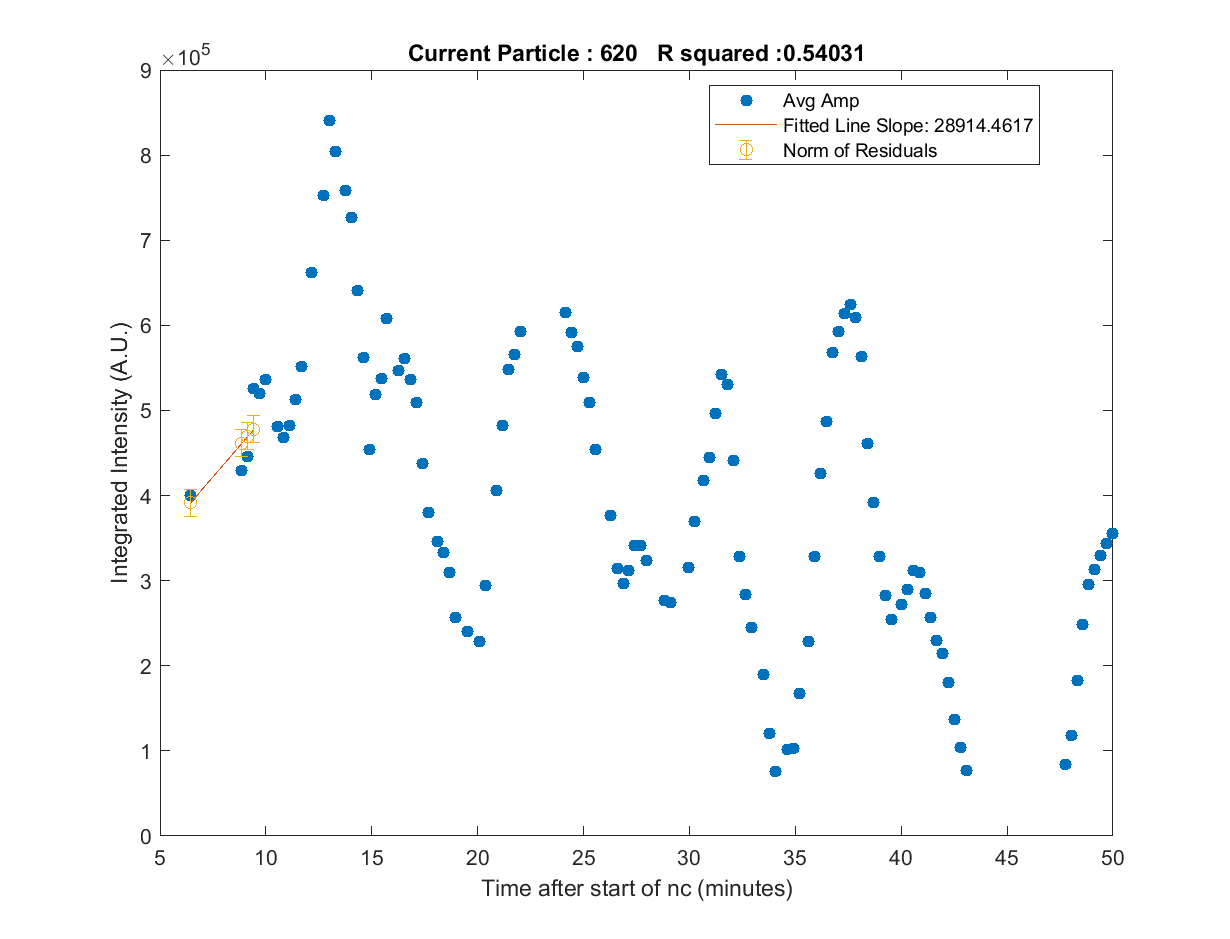 Current Particle : 620   R squared :0.54031
×10^5
Avg Amp
Fitted Line Slope: 28914.4617
Norm of Residuals
9
8
7
6
5
4
3
2
1
0
Integrated Intensity (A.U.)
5 10 15 20 25 30 35 40 45 50
Time after start of nc (minutes)